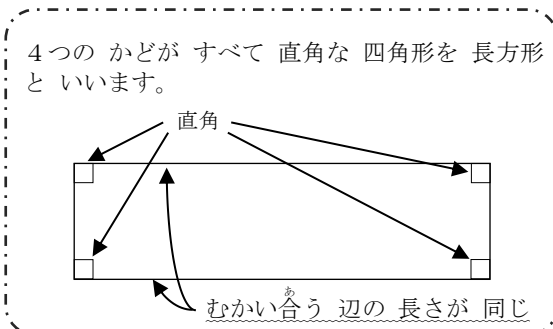 ４つの かどが すべて 直角な 四角形を 長方形
と いいます。
直角
むかい合う 辺の 長さが 同じ
あ